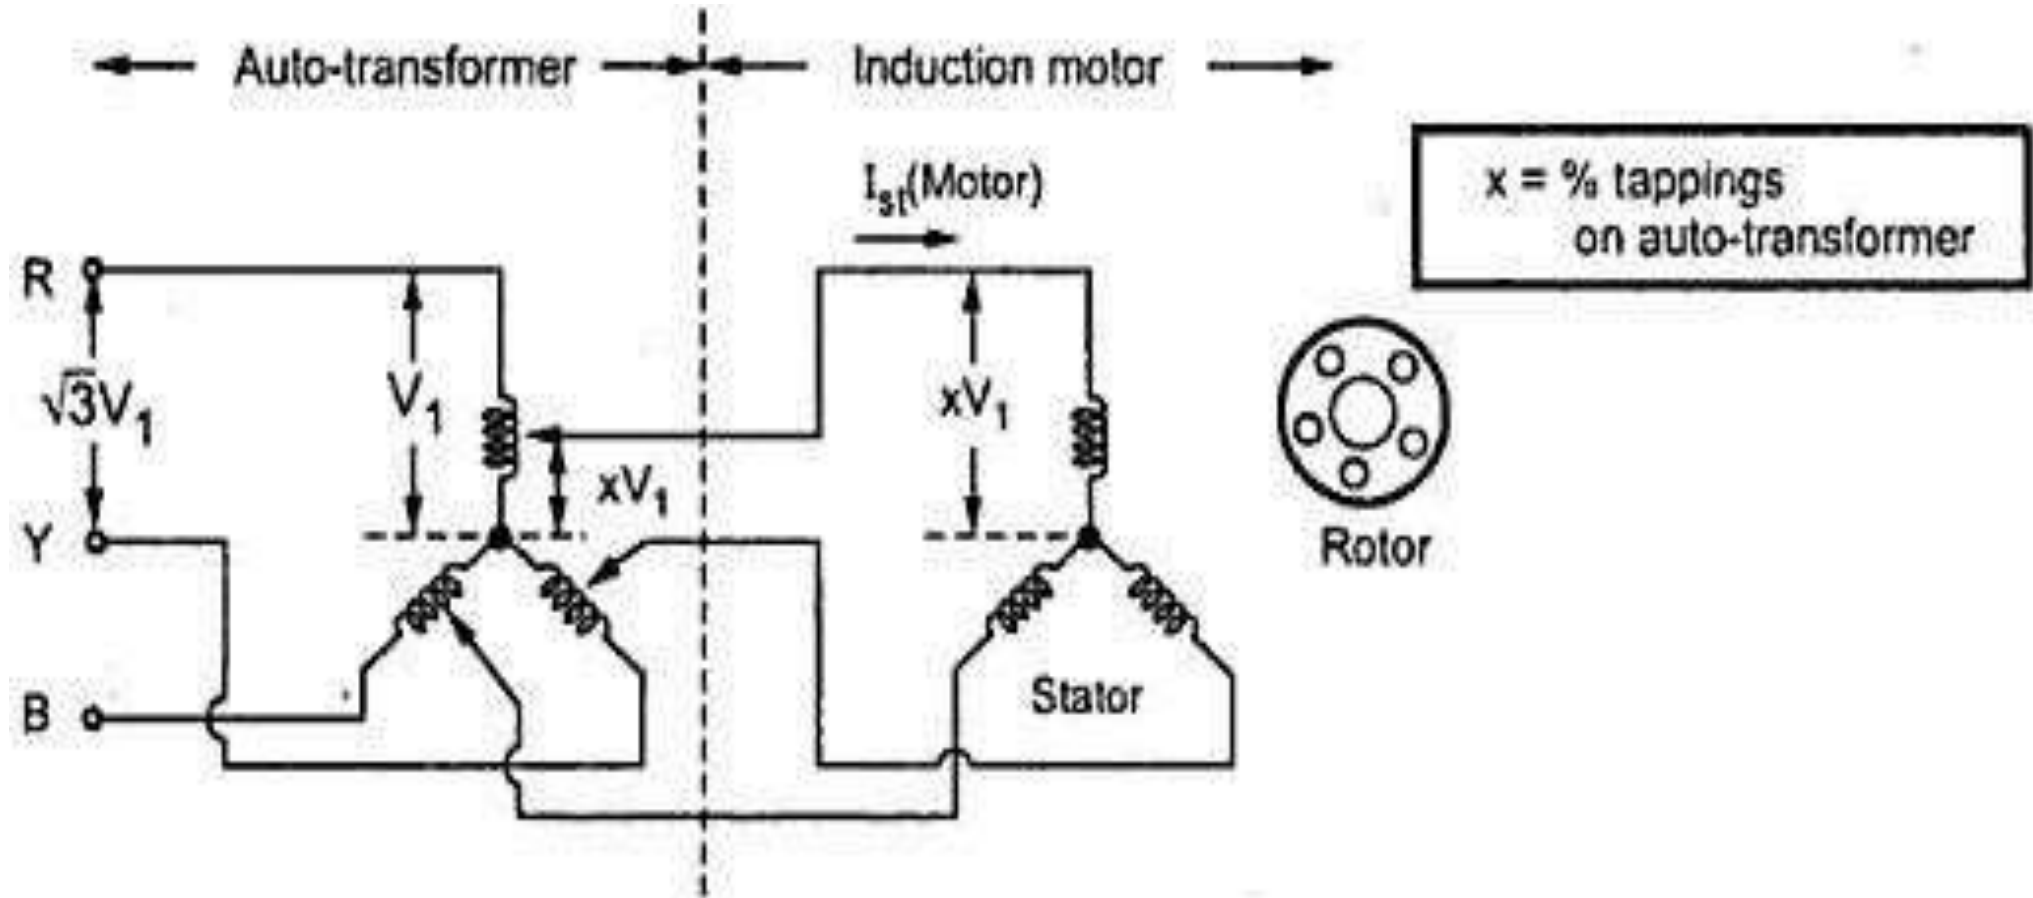 Auto-transformer
Induction motor
x = % tappings
on auto-transformer
Ist(Motor)
R
√3V1
V1
xV1
xV1
Y
B
Stator
Rotor